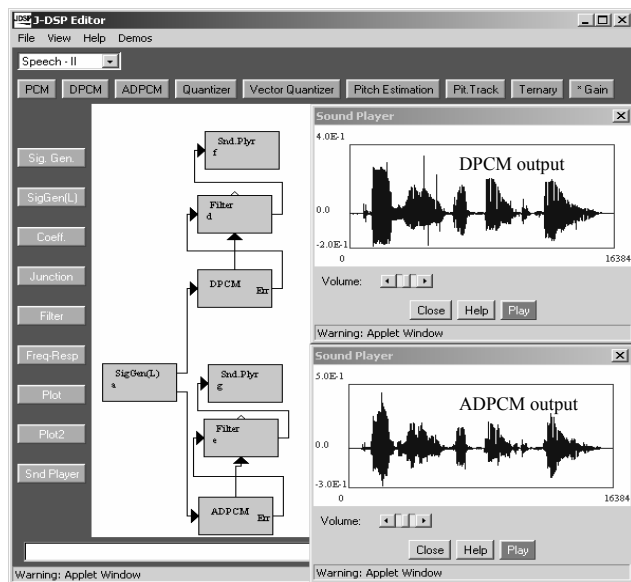 JDSP J-DSP Editor
File View Help Demos
Speech - II
PCM DPCM ADPCM Quantizer Vector Quantizer Pitch Estimation Pit.Track Ternary * Gain
Sig. Gen.
SigGen(L)
Coeff.
Junction
Filter
Freq-Resp
Plot
Plot2
Snd Player
Snd.Plyr
f
Filter
d
DPCM
Err
SigGen(L)
a
Snd.Plyr
g
Filter
e
ADPCM
Err
Warning: Applet Window
Sound Player
4.0E-1
DPCM output
0.0
-2.0E-1
0
16384
Volume:
Close Help Play
Warning: Applet Window
Sound Player
5.0E-1
ADPCM output
0.0
-3.0E-1
0
16384
Volume:
Close Help Play
Warning: Applet Window